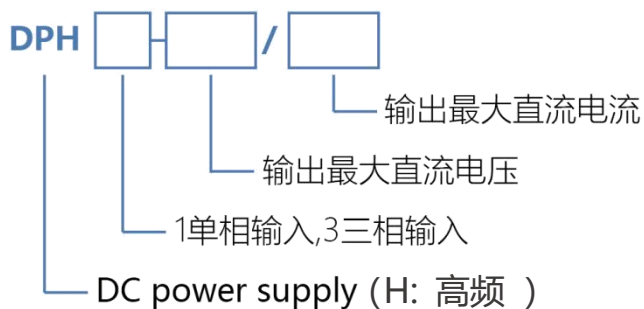 DPH - /
输出最大直流电流
输出最大直流电压
1单相输入,3三相输入
DC power supply (H: 高频 )